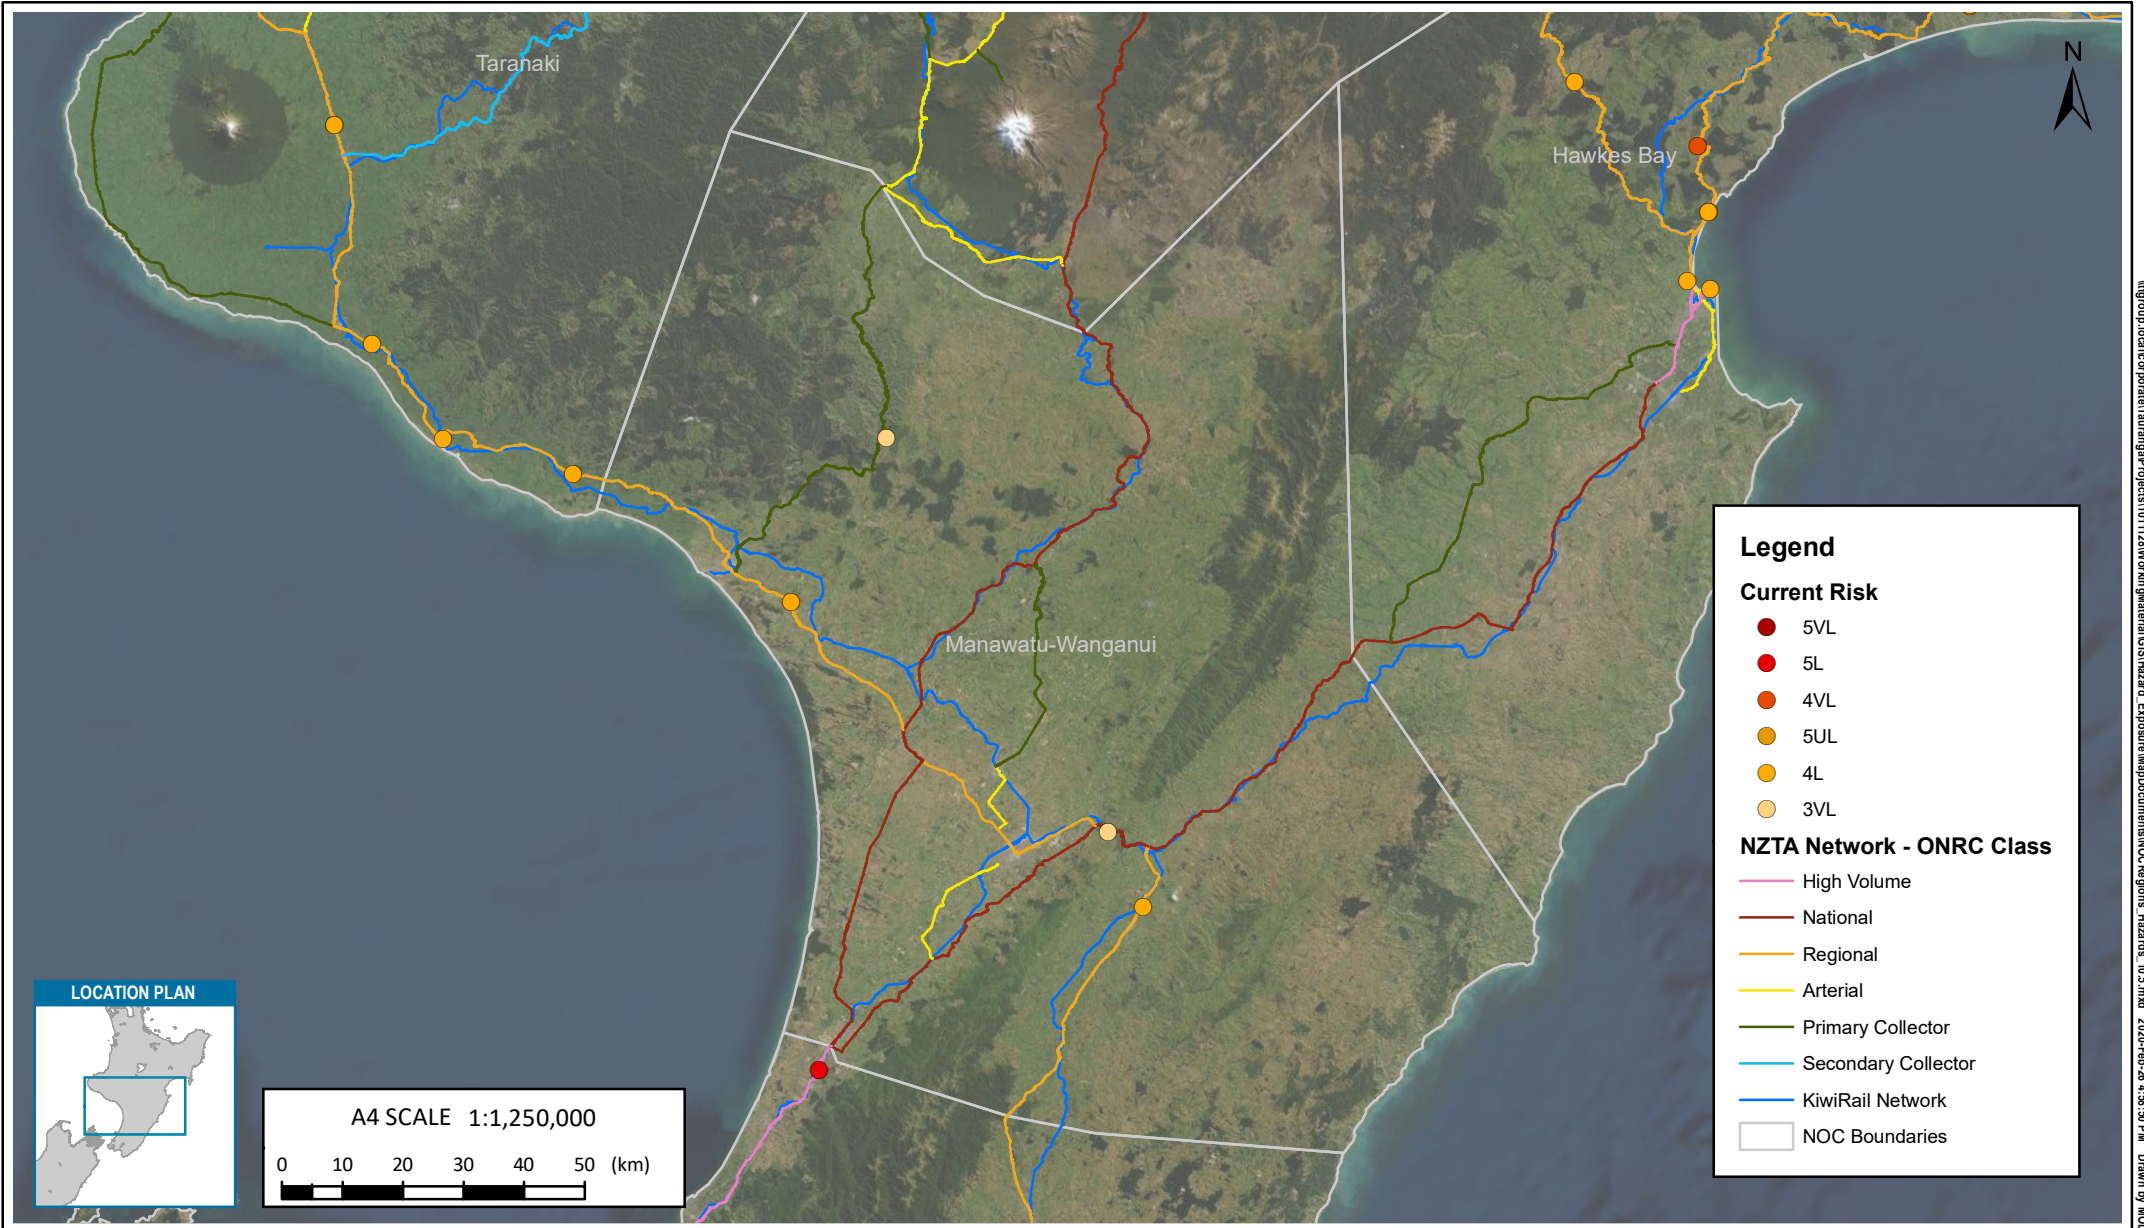 Taranaki
Hawkes Bay
Manawatu-Wanganui
N
Legend
Current Risk
5VL
5L
4VL
5UL
4L
3VL
NZTA Network - ONRC Class
High Volume
National
Regional
Arterial
Primary Collector
Secondary Collector
KiwiRail Network
NOC Boundaries
LOCATION PLAN
A4 SCALE 1:1,250,000
0 10 20 30 40 50 (km)